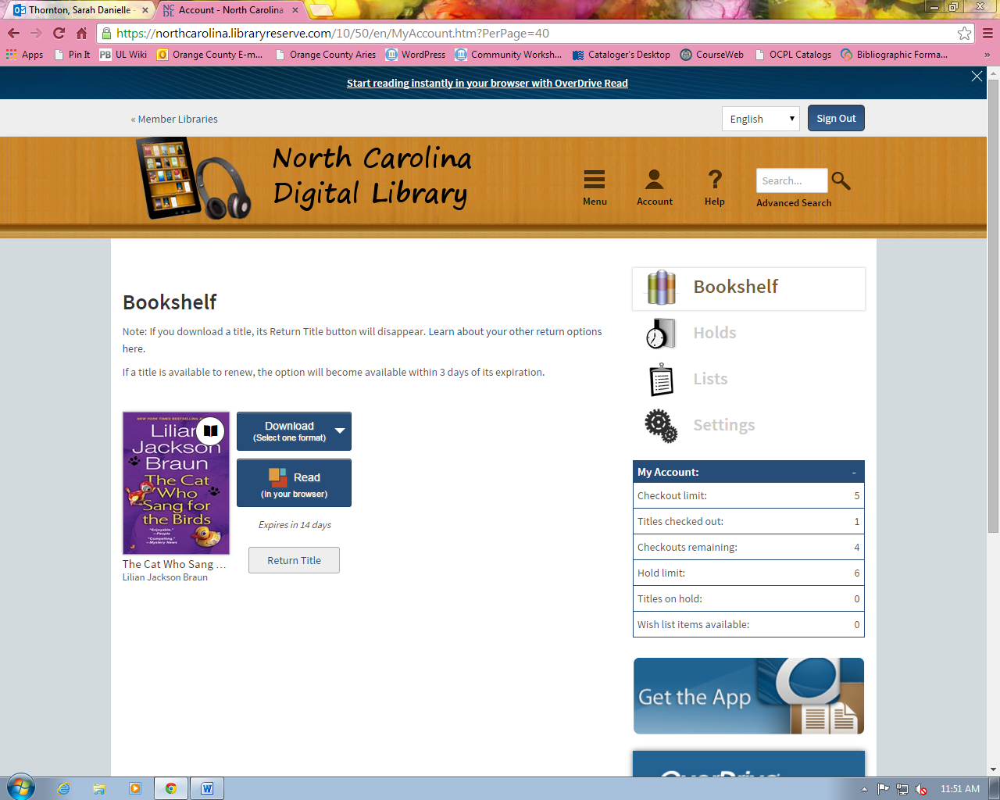 Thornton, Sarah Danielle -
Account - North Carolina
https://northcarolina.libraryreserve.com/10/50/en/MyAccount.htm?PerPage=40
Apps Pin It UL Wiki Orange County E-m... Orange County Aries WordPress Community Worksh... Cataloger's Desktop CourseWeb OCPL Catalogs Bibliographic Forma... »
Start reading instantly in your browser with OverDrive Read
« Member Libraries
English
Sign Out
North Carolina
Digital Library
Menu
Account
Help
Search...
Advanced Search
Bookshelf
Note: If you download a title, its Return Title button will disappear. Learn about your other return options
here.
If a title is available to renew, the option will become available within 3 days of its expiration.
NEW YORK TIMES BESTSELLING
Lilian
Jackson
Braun
The Cat
Who
Sang for
the Birds
"Enjoyable."
—People
"Compelling."
—Mystery News
The Cat Who Sang ...
Lilian Jackson Braun
Download
(Select one format)
Read
(In your browser)
Expires in 14 days
Return Title
Bookshelf
Holds
Lists
Settings
My Account: -
Checkout limit: 5
Titles checked out: 1
Checkouts remaining: 4
Hold limit: 6
Titles on hold: 0
Wish list items available: 0
Get the App
OverDrive
11:51 AM